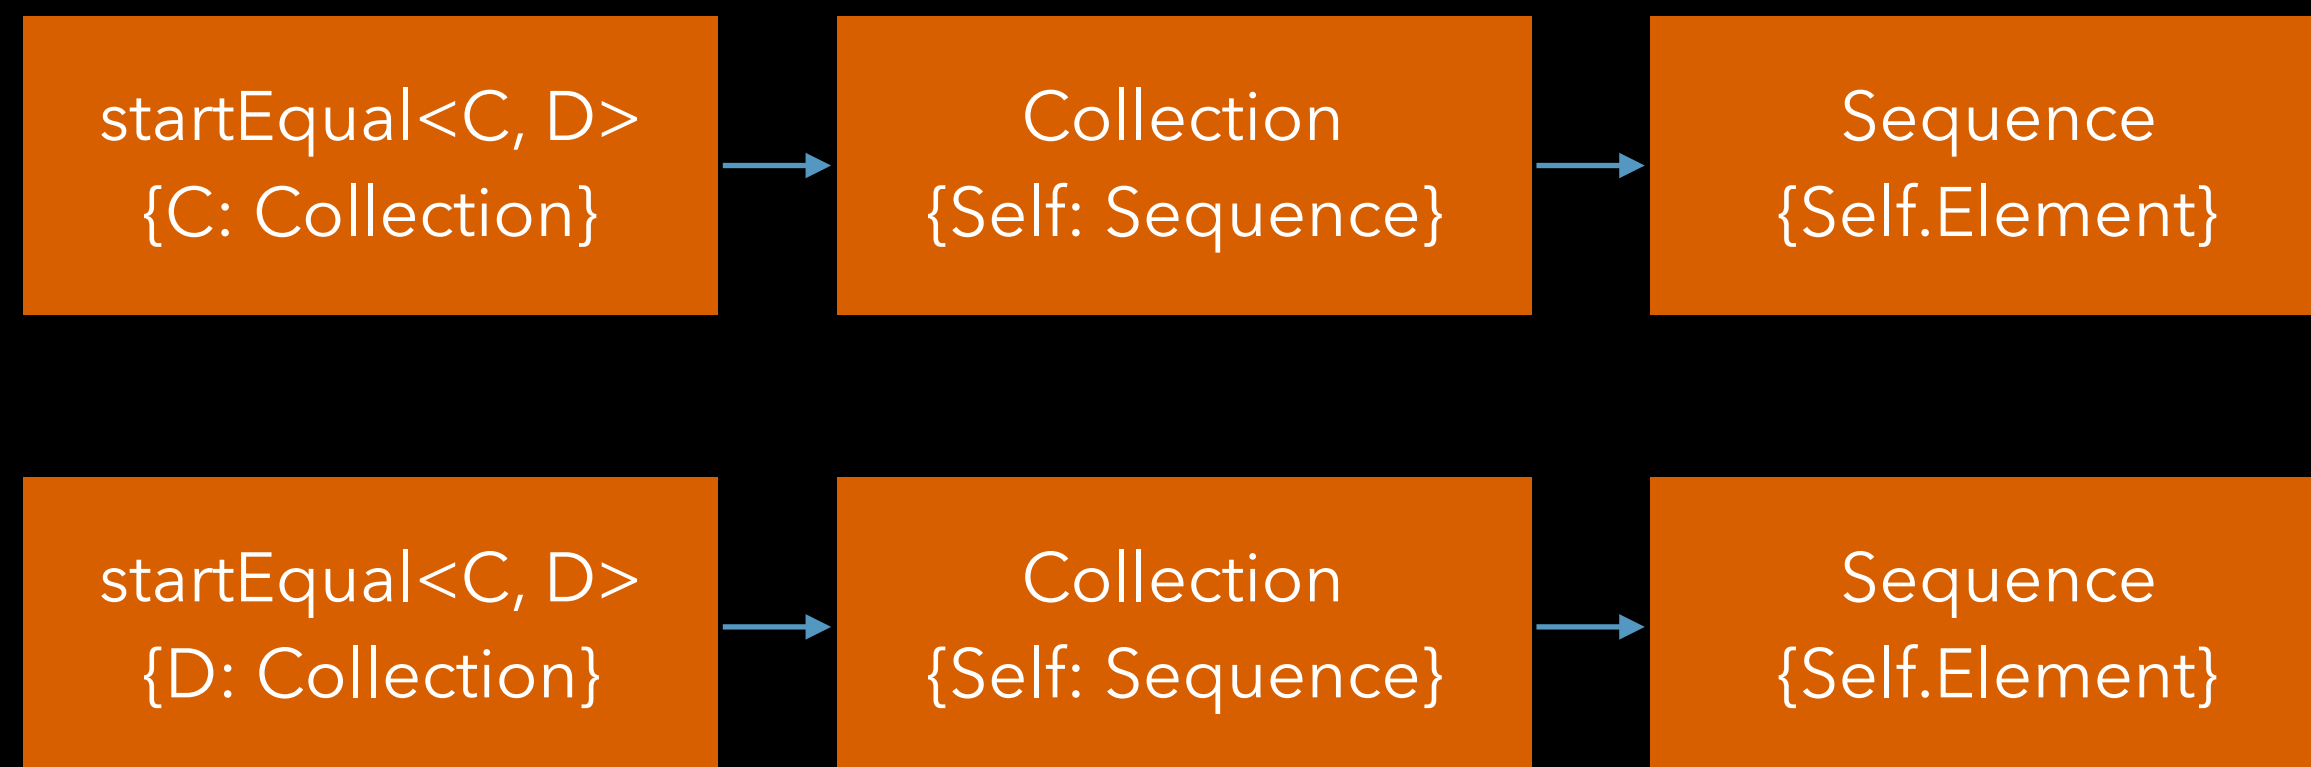 startEqual<C, D>
{C: Collection}
Collection
{Self: Sequence}
Sequence
{Self.Element}
startEqual<C, D>
{D: Collection}
Collection
{Self: Sequence}
Sequence
{Self.Element}